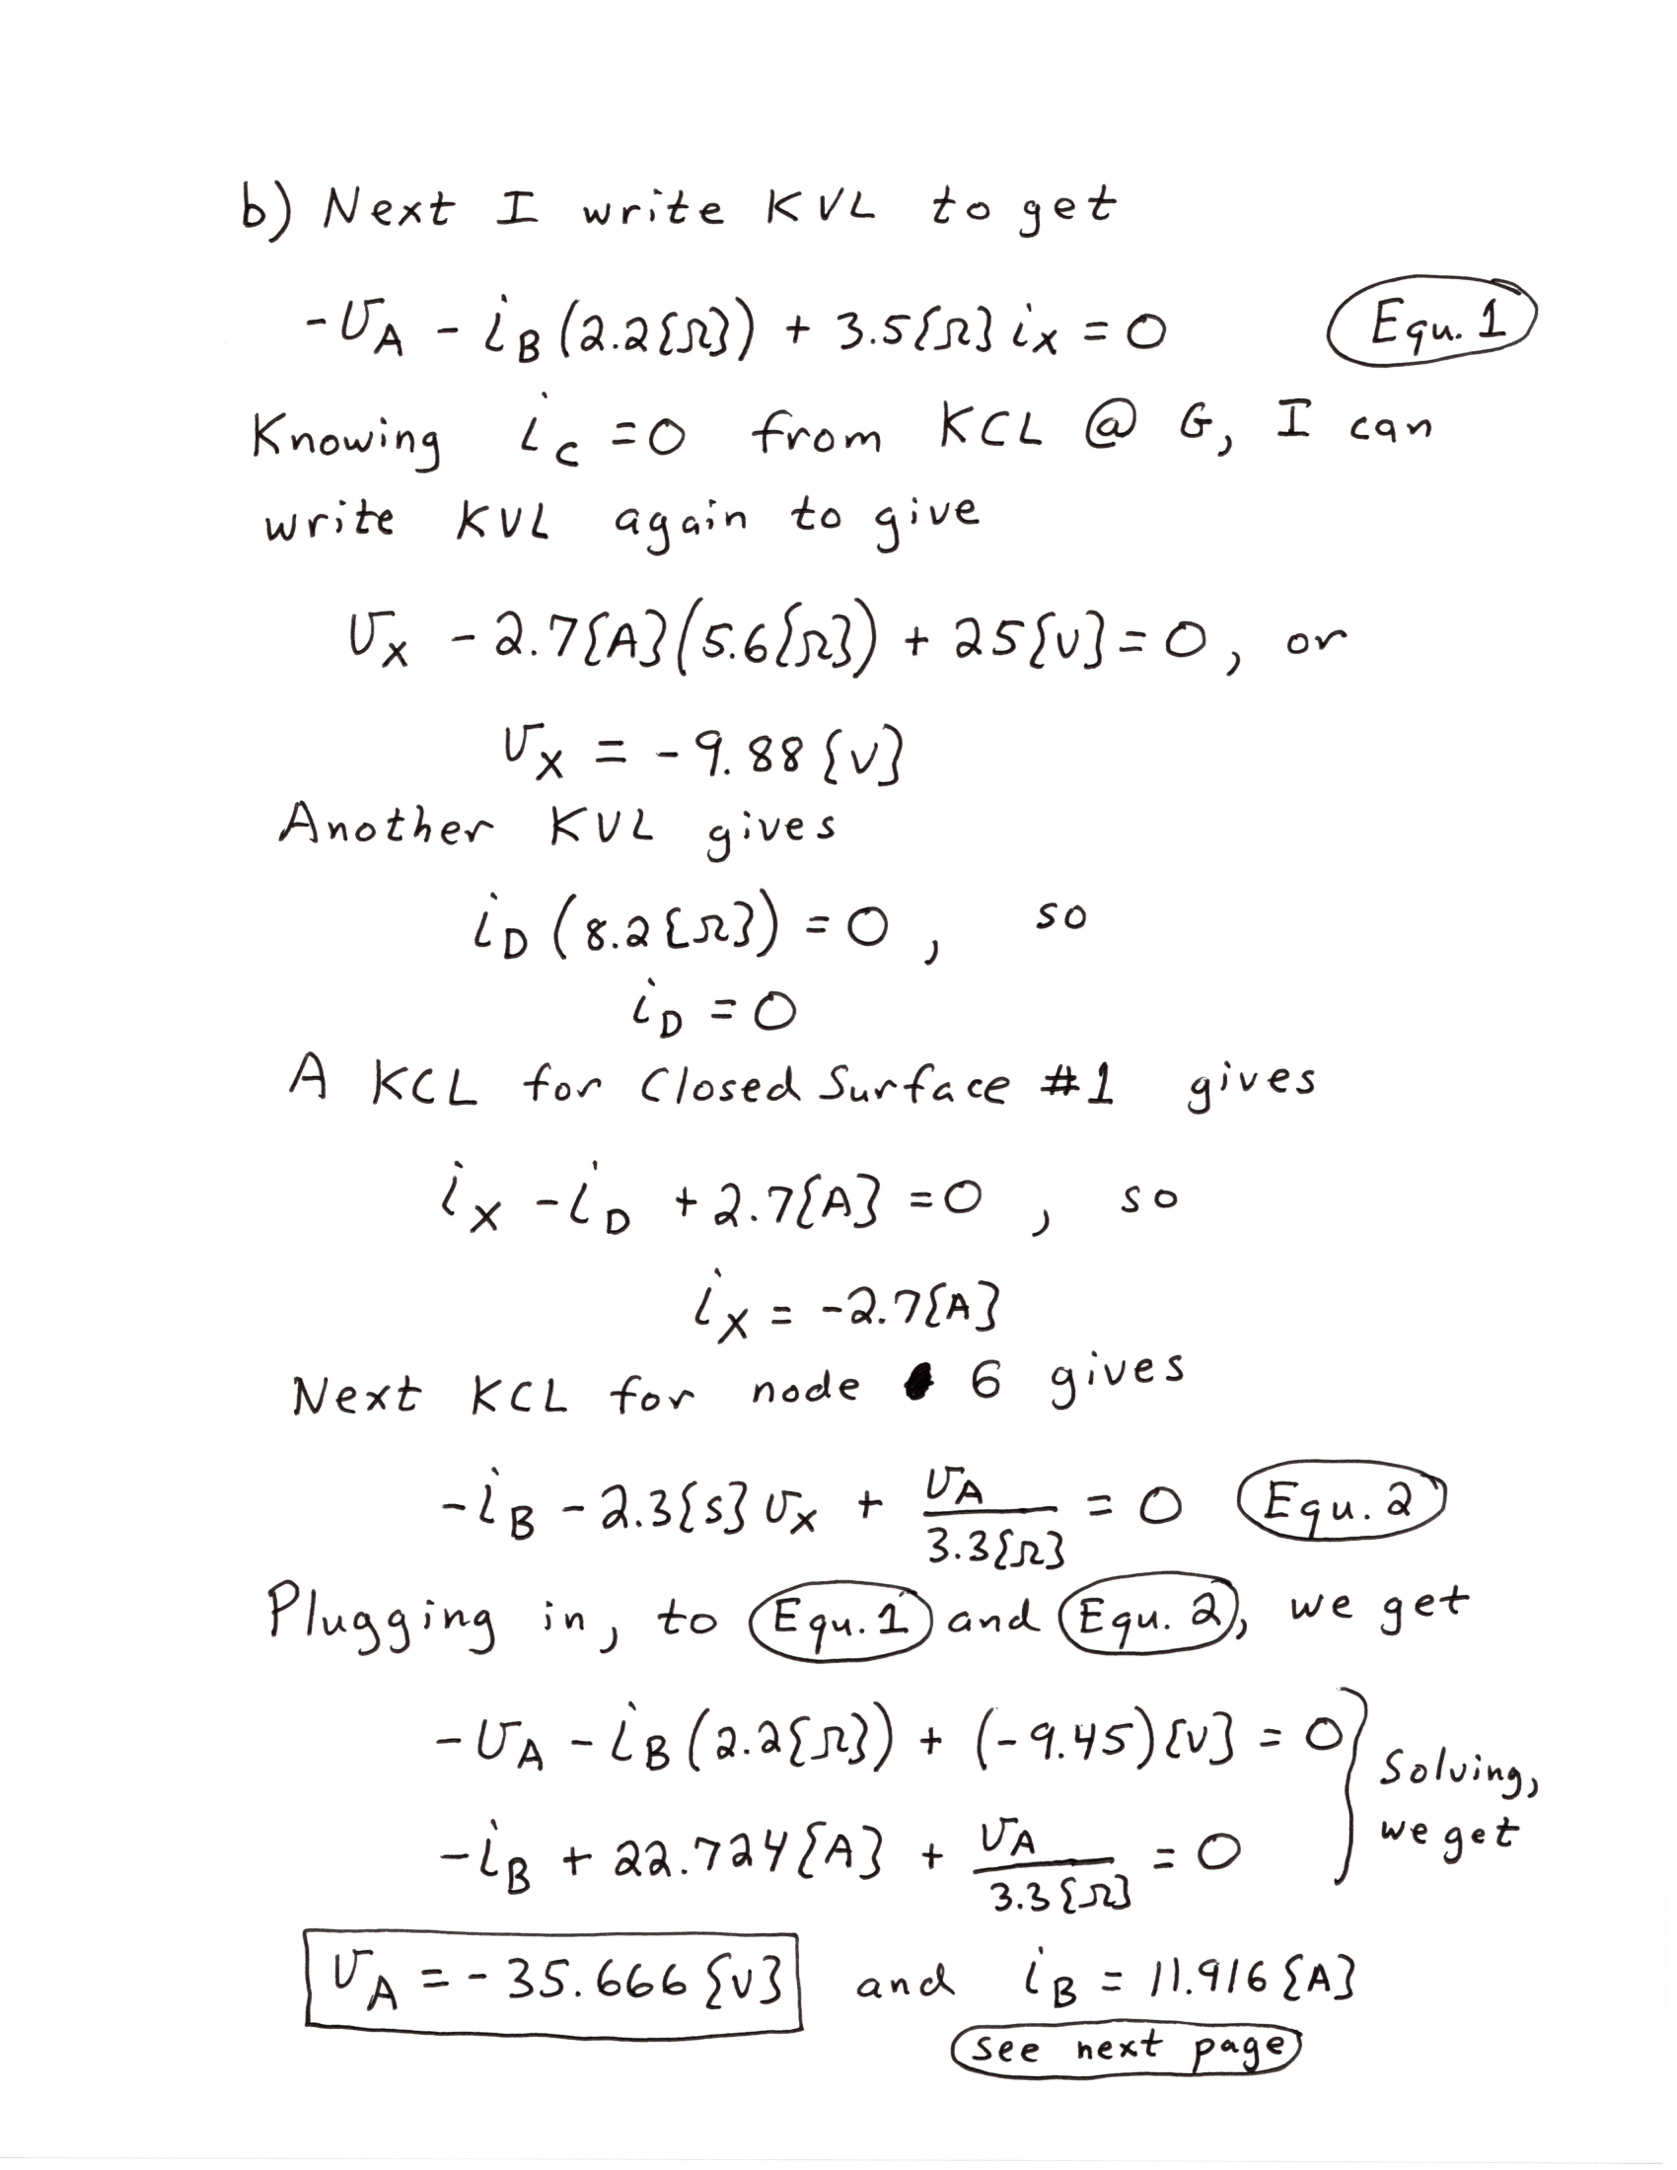 b) Next I write KVL to get
-v_A - i_B (2.2{Ω}) + 3.5{Ω} i_X = 0 Equ. 1
Knowing i_C = 0 from KCL @ G, I can
write KVL again to give
v_X - 2.7{A}(5.6{Ω}) + 25{V} = 0, or
v_X = -9.88{V}
Another KVL gives
i_D (8.2{Ω}) = 0, so
i_D = 0
A KCL for Closed Surface #1 gives
i_X - i_D + 2.7{A} = 0, so
i_X = -2.7{A}
Next KCL for node 6 gives
-i_B - 2.3{S} v_X + v_A / 3.3{Ω} = 0 Equ. 2
Plugging in, to Equ. 1 and Equ. 2, we get
-v_A - i_B (2.2{Ω}) + (-9.45){V} = 0
-i_B + 22.724{A} + v_A / 3.3{Ω} = 0
Solving,
we get
v_A = -35.666{V} and i_B = 11.916{A}
see next page